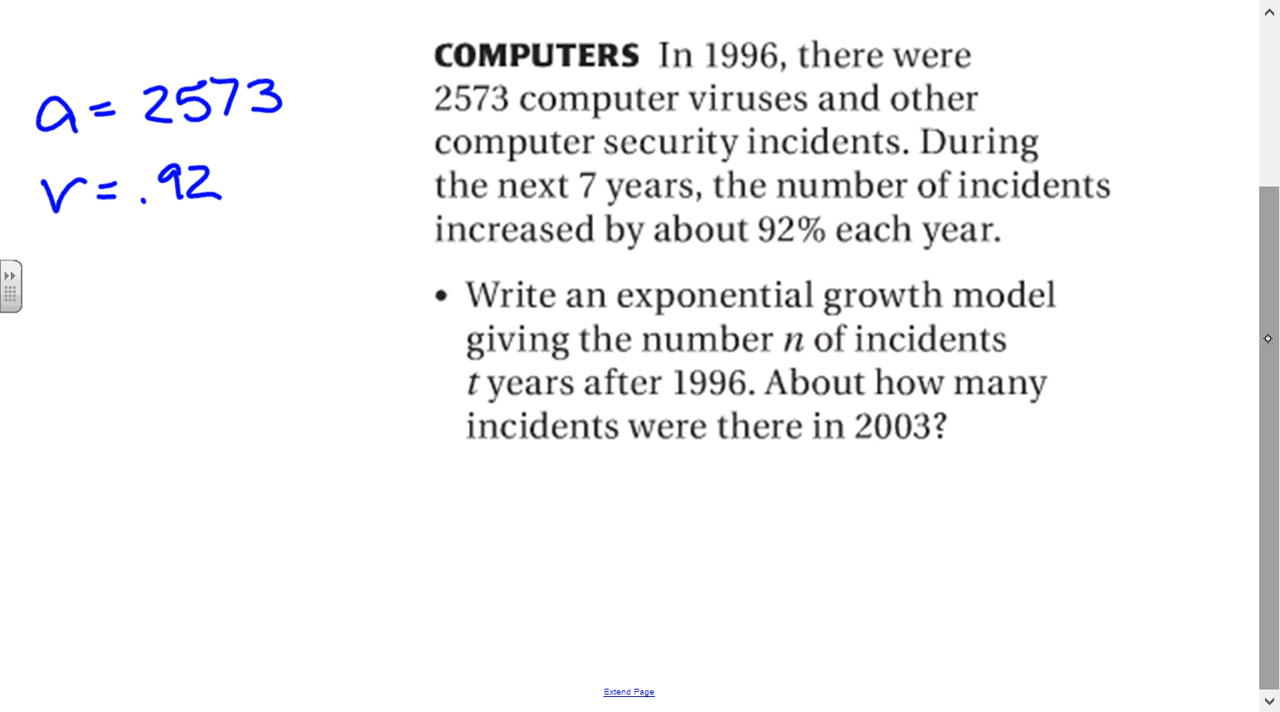 a = 2573
r = .92
COMPUTERS In 1996, there were
2573 computer viruses and other
computer security incidents. During
the next 7 years, the number of incidents
increased by about 92% each year.
• Write an exponential growth model
giving the number n of incidents
t years after 1996. About how many
incidents were there in 2003?
Extend Page